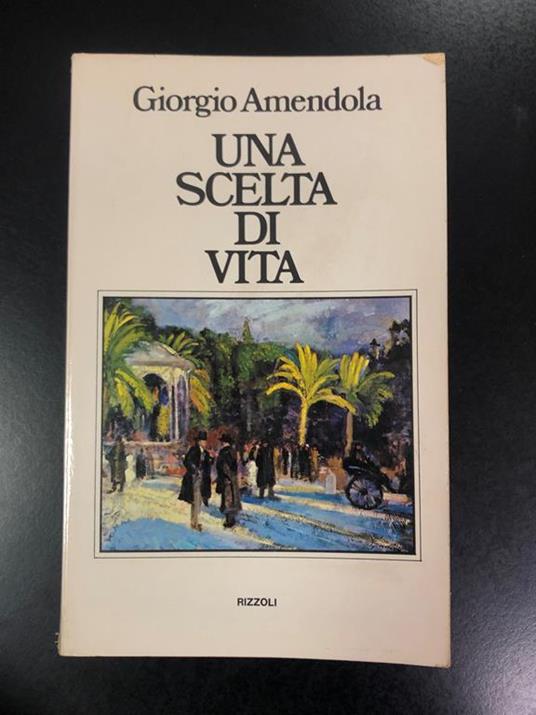 Giorgio Amendola
UNA
SCELTA
DI
VITA
RIZZOLI